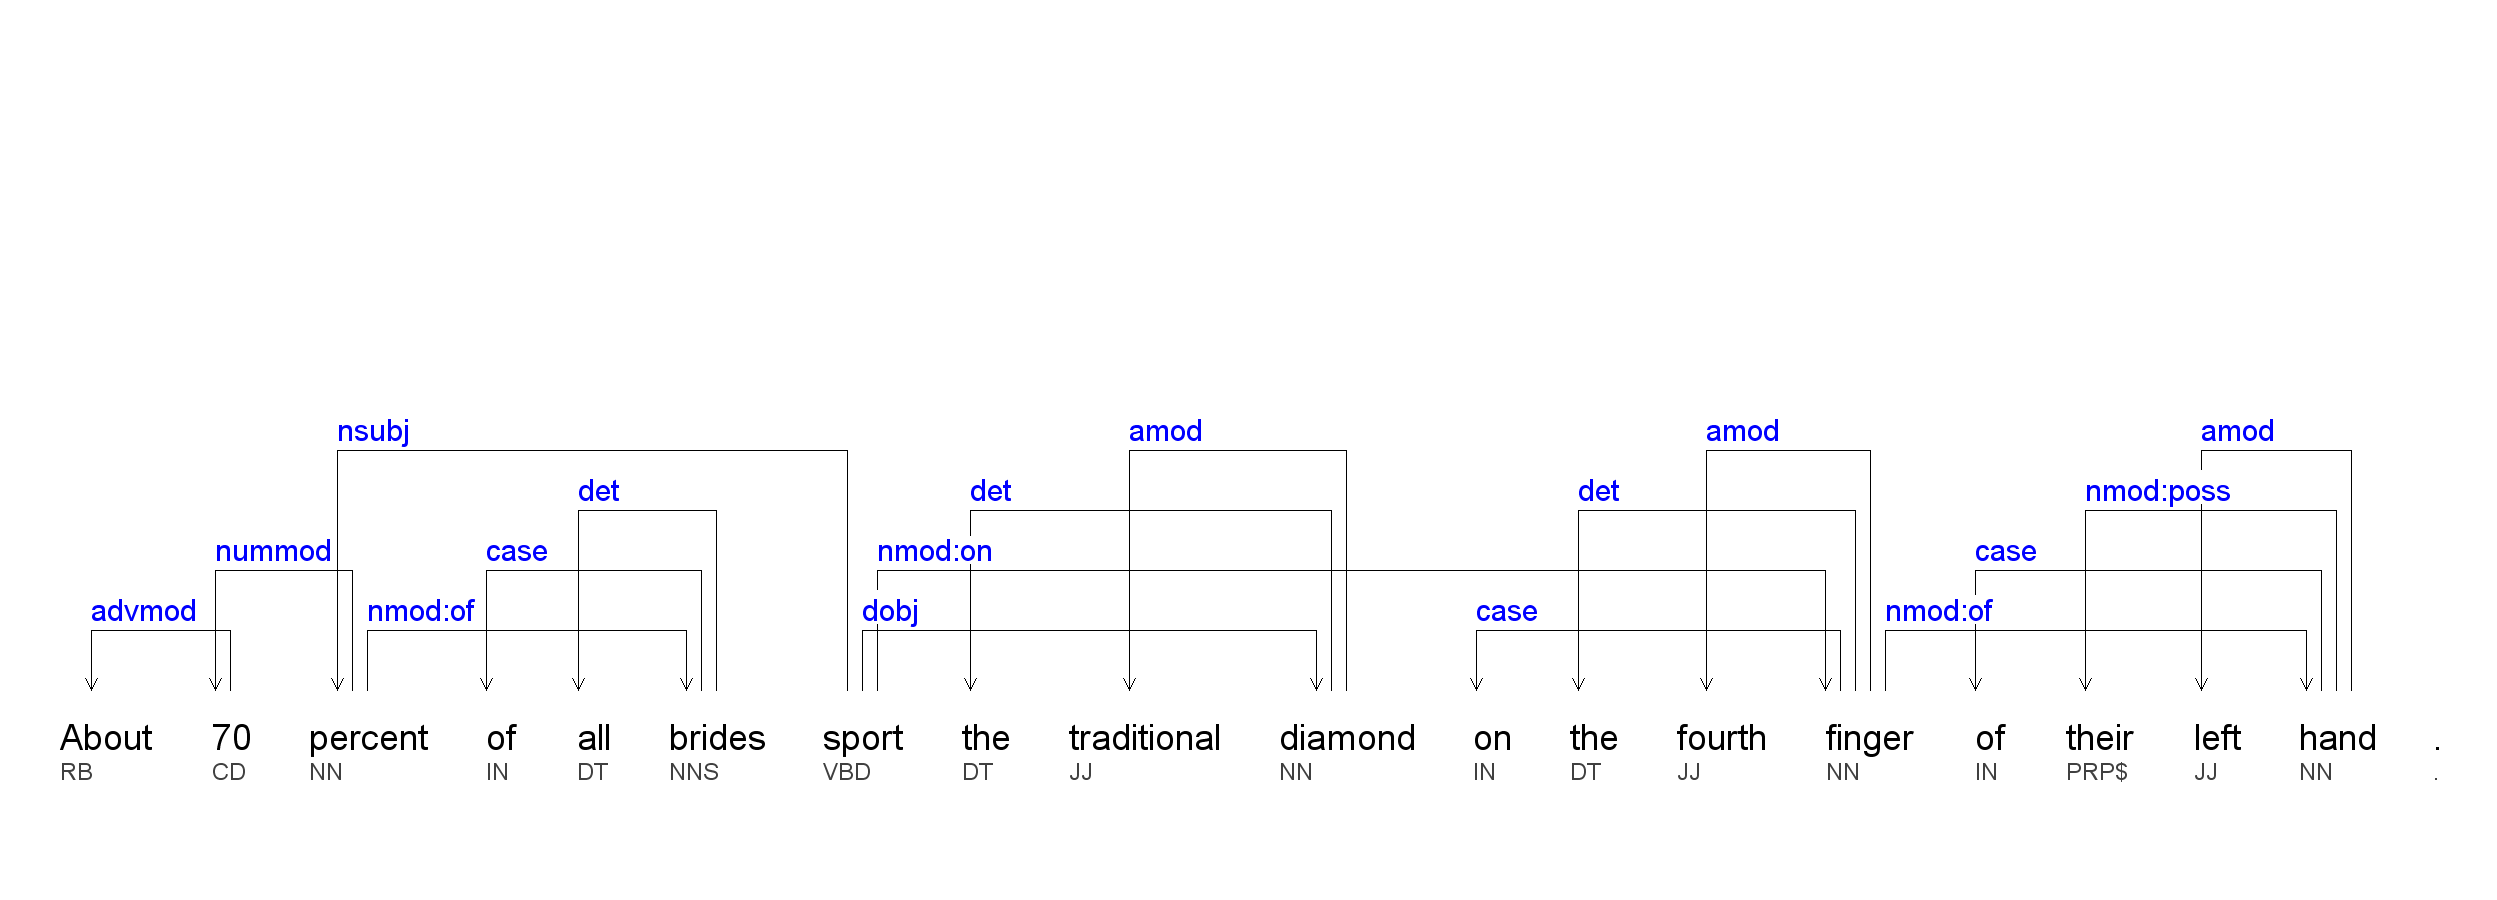 nsubj amod amod amod
det det det nmod:poss
nummod case nmod:on case
advmod nmod:of dobj case nmod:of
About 70 percent of all brides sport the traditional diamond on the fourth finger of their left hand .
RB CD NN IN DT NNS VBD DT JJ NN IN DT JJ NN IN PRP$ JJ NN .